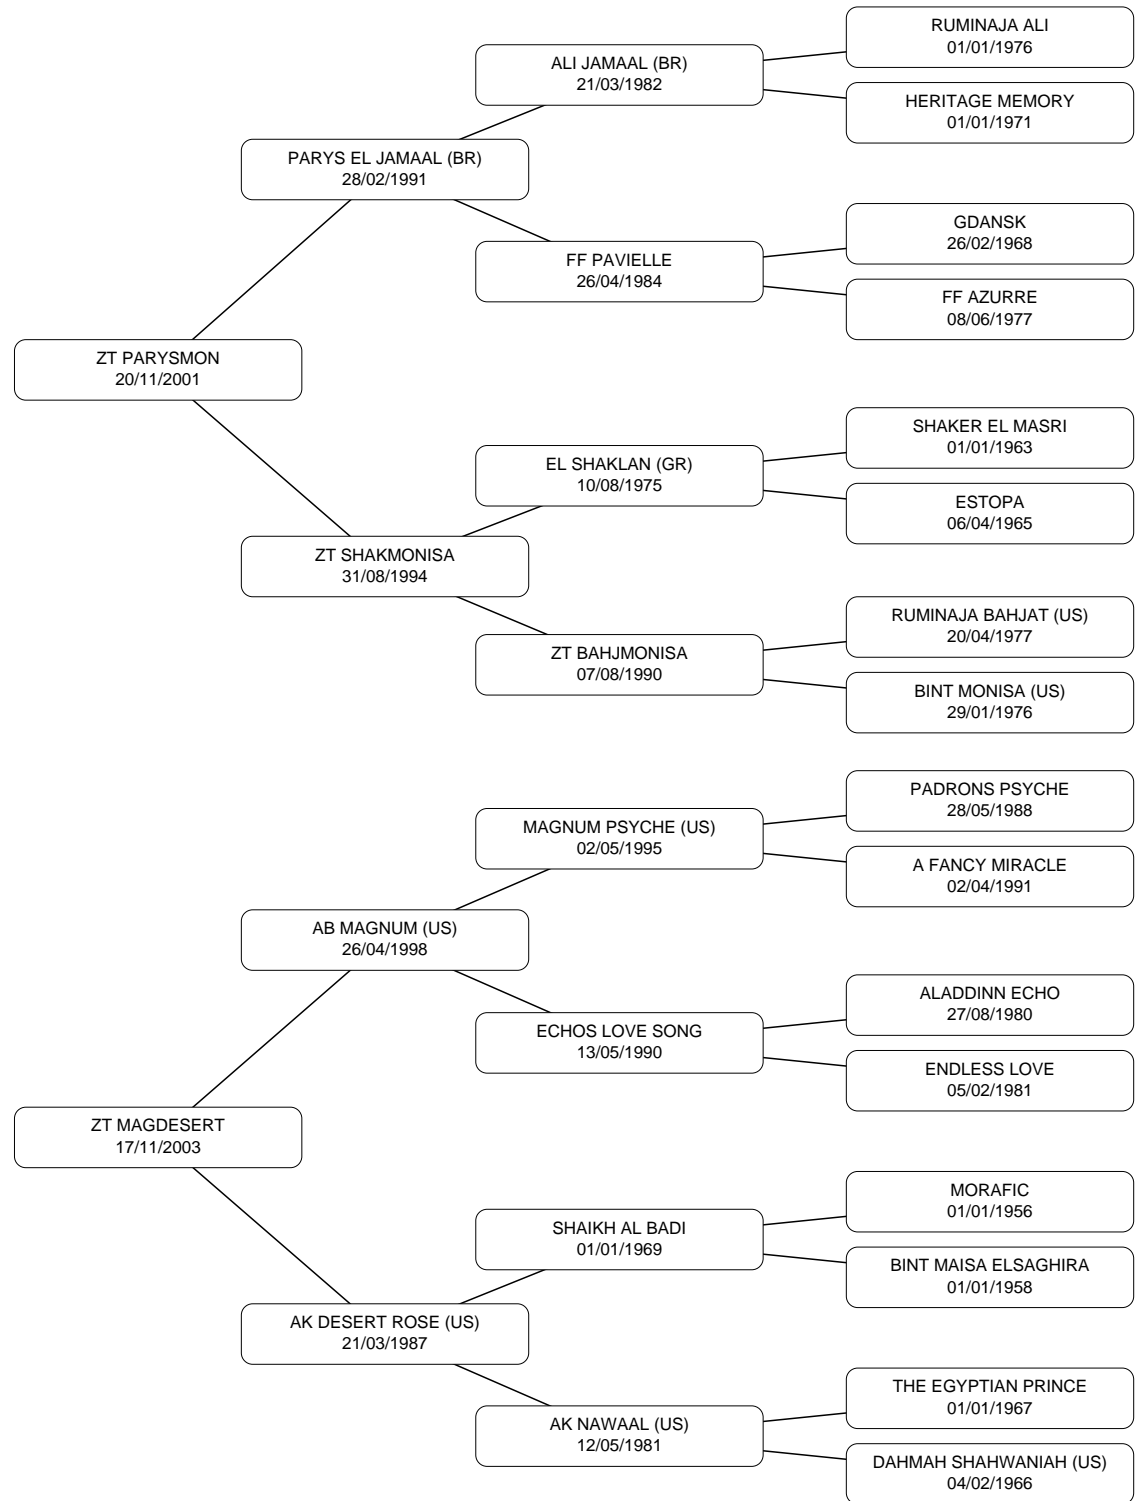 RUMINAJA ALI
01/01/1976
ALI JAMAAL (BR)
21/03/1982
HERITAGE MEMORY
01/01/1971
PARYS EL JAMAAL (BR)
28/02/1991
GDANSK
26/02/1968
FF PAVIELLE
26/04/1984
FF AZURRE
08/06/1977
ZT PARYSMON
20/11/2001
SHAKER EL MASRI
01/01/1963
EL SHAKLAN (GR)
10/08/1975
ESTOPA
06/04/1965
ZT SHAKMONISA
31/08/1994
RUMINAJA BAHJAT (US)
20/04/1977
ZT BAHJMONISA
07/08/1990
BINT MONISA (US)
29/01/1976
PADRONS PSYCHE
28/05/1988
MAGNUM PSYCHE (US)
02/05/1995
A FANCY MIRACLE
02/04/1991
AB MAGNUM (US)
26/04/1998
ALADDINN ECHO
27/08/1980
ECHOS LOVE SONG
13/05/1990
ENDLESS LOVE
05/02/1981
ZT MAGDESERT
17/11/2003
MORAFIC
01/01/1956
SHAIKH AL BADI
01/01/1969
BINT MAISA ELSAGHIRA
01/01/1958
AK DESERT ROSE (US)
21/03/1987
THE EGYPTIAN PRINCE
01/01/1967
AK NAWAAL (US)
12/05/1981
DAHMAH SHAHWANIAH (US)
04/02/1966